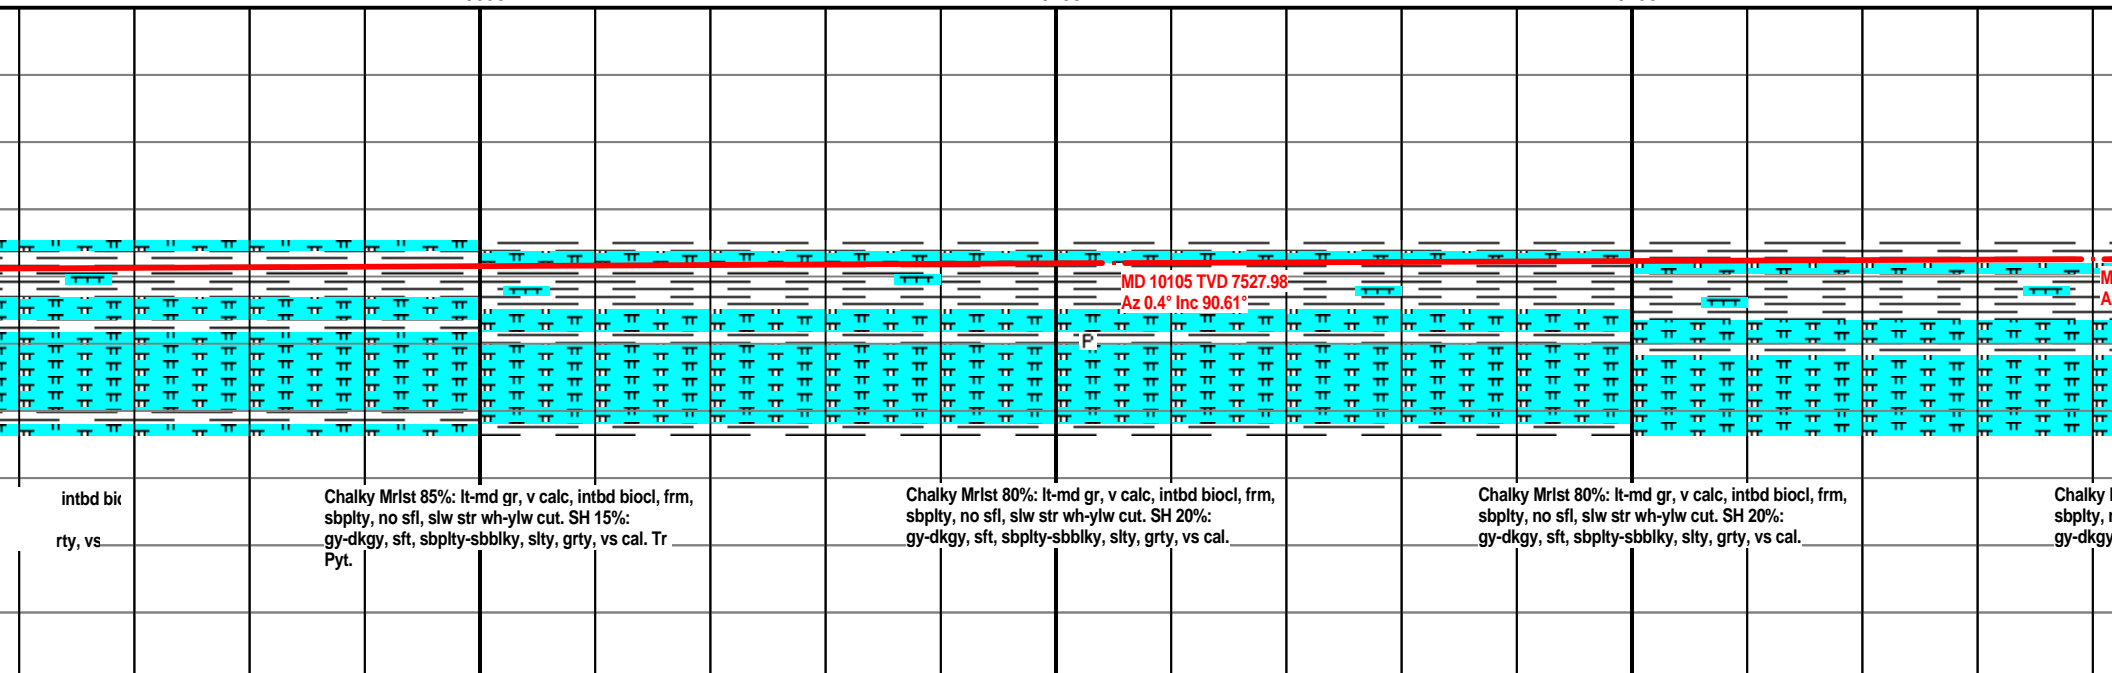 MD 10105 TVD 7527.98
Az 0.4° Inc 90.61°
M
A
P
intbd bio
rty, vs
Chalky Mrlst 85%: lt-md gr, v calc, intbd biocl, frm,
sbplty, no sfl, slw str wh-ylw cut. SH 15%:
gy-dkgy, sft, sbplty-sbblky, slty, grty, vs cal. Tr
Pyt.
Chalky Mrlst 80%: lt-md gr, v calc, intbd biocl, frm,
sbplty, no sfl, slw str wh-ylw cut. SH 20%:
gy-dkgy, sft, sbplty-sbblky, slty, grty, vs cal.
Chalky Mrlst 80%: lt-md gr, v calc, intbd biocl, frm,
sbplty, no sfl, slw str wh-ylw cut. SH 20%:
gy-dkgy, sft, sbplty-sbblky, slty, grty, vs cal.
Chalky
sbplty,
gy-dkgy